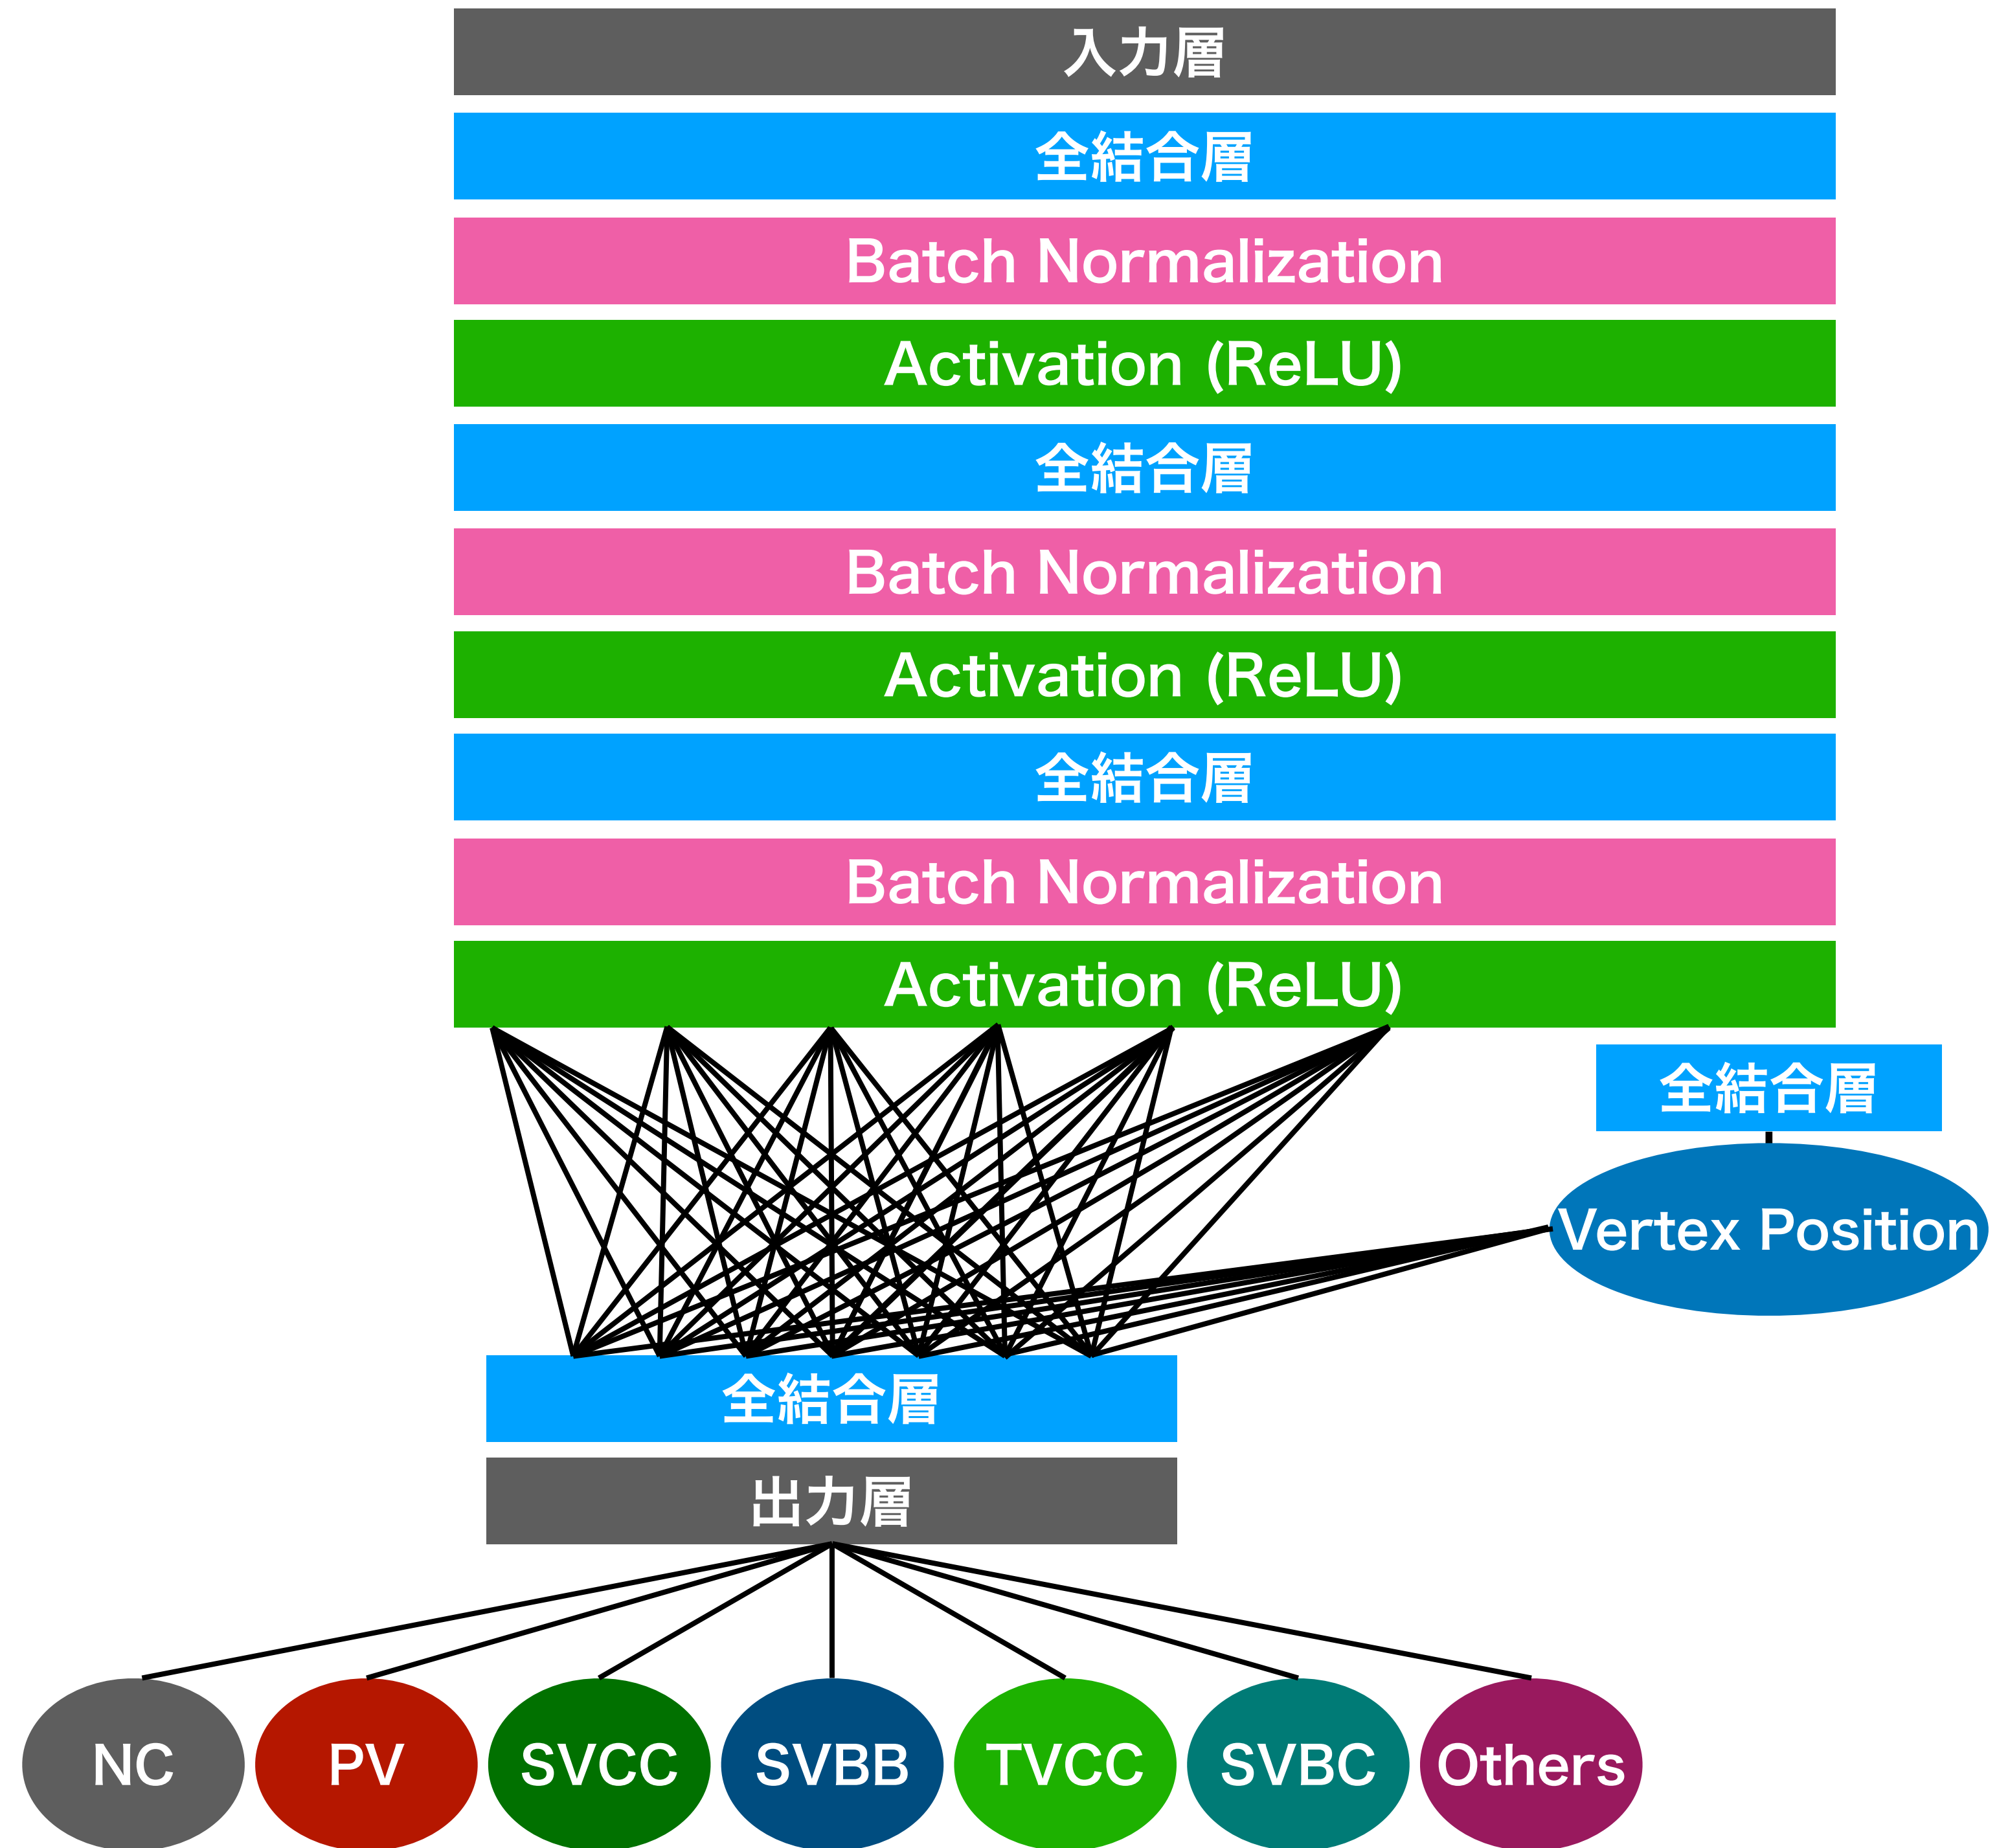 入力層
全結合層
Batch Normalization
Activation (ReLU)
全結合層
Batch Normalization
Activation (ReLU)
全結合層
Batch Normalization
Activation (ReLU)
全結合層
Vertex Position
全結合層
出力層
NC
PV
SVCC
SVBB
TVCC
SVBC
Others